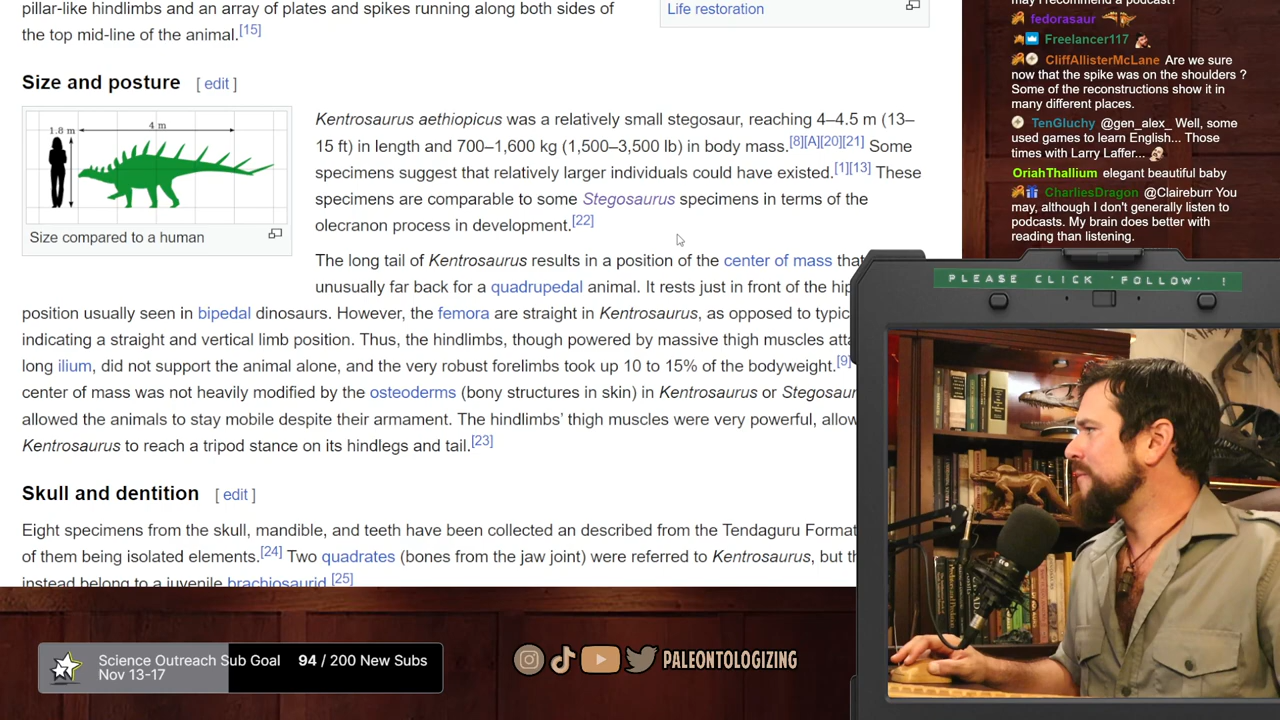 pillar-like hindlimbs and an array of plates and spikes running along both sides of
the top mid-line of the animal.[15]
Life restoration
Size and posture [ edit ]
1.8 m
4 m
Size compared to a human
Kentrosaurus aethiopicus was a relatively small stegosaur, reaching 4–4.5 m (13–
15 ft) in length and 700–1,600 kg (1,500–3,500 lb) in body mass.[8][A][20][21] Some
specimens suggest that relatively larger individuals could have existed.[1][13] These
specimens are comparable to some Stegosaurus specimens in terms of the
olecranon process in development.[22]
The long tail of Kentrosaurus results in a position of the center of mass that
unusually far back for a quadrupedal animal. It rests just in front of the hip
position usually seen in bipedal dinosaurs. However, the femora are straight in Kentrosaurus, as opposed to typic
indicating a straight and vertical limb position. Thus, the hindlimbs, though powered by massive thigh muscles atta
long ilium, did not support the animal alone, and the very robust forelimbs took up 10 to 15% of the bodyweight.[9]
center of mass was not heavily modified by the osteoderms (bony structures in skin) in Kentrosaurus or Stegosaur
allowed the animals to stay mobile despite their armament. The hindlimbs' thigh muscles were very powerful, allow
Kentrosaurus to reach a tripod stance on its hindlegs and tail.[23]
Skull and dentition [ edit ]
Eight specimens from the skull, mandible, and teeth have been collected an described from the Tendaguru Format
of them being isolated elements.[24] Two quadrates (bones from the jaw joint) were referred to Kentrosaurus, but th
instead belong to a juvenile brachiosaurid.[25]
may I recommend a podcast?
fedorasaur
Freelancer117
CliffAllisterMcLane Are we sure
now that the spike was on the shoulders ?
Some of the reconstructions show it in
many different places.
TenGluchy @gen_alex_ Well, some
used games to learn English... Those
times with Larry Laffer...
OriahThallium elegant beautiful baby
CharliesDragon @Claireburr You
may, although I don't generally listen to
podcasts. My brain does better with
reading than listening.
PLEASE CLICK 'FOLLOW' !
Science Outreach Sub Goal 94 / 200 New Subs
Nov 13-17
PALEONTOLOGIZING